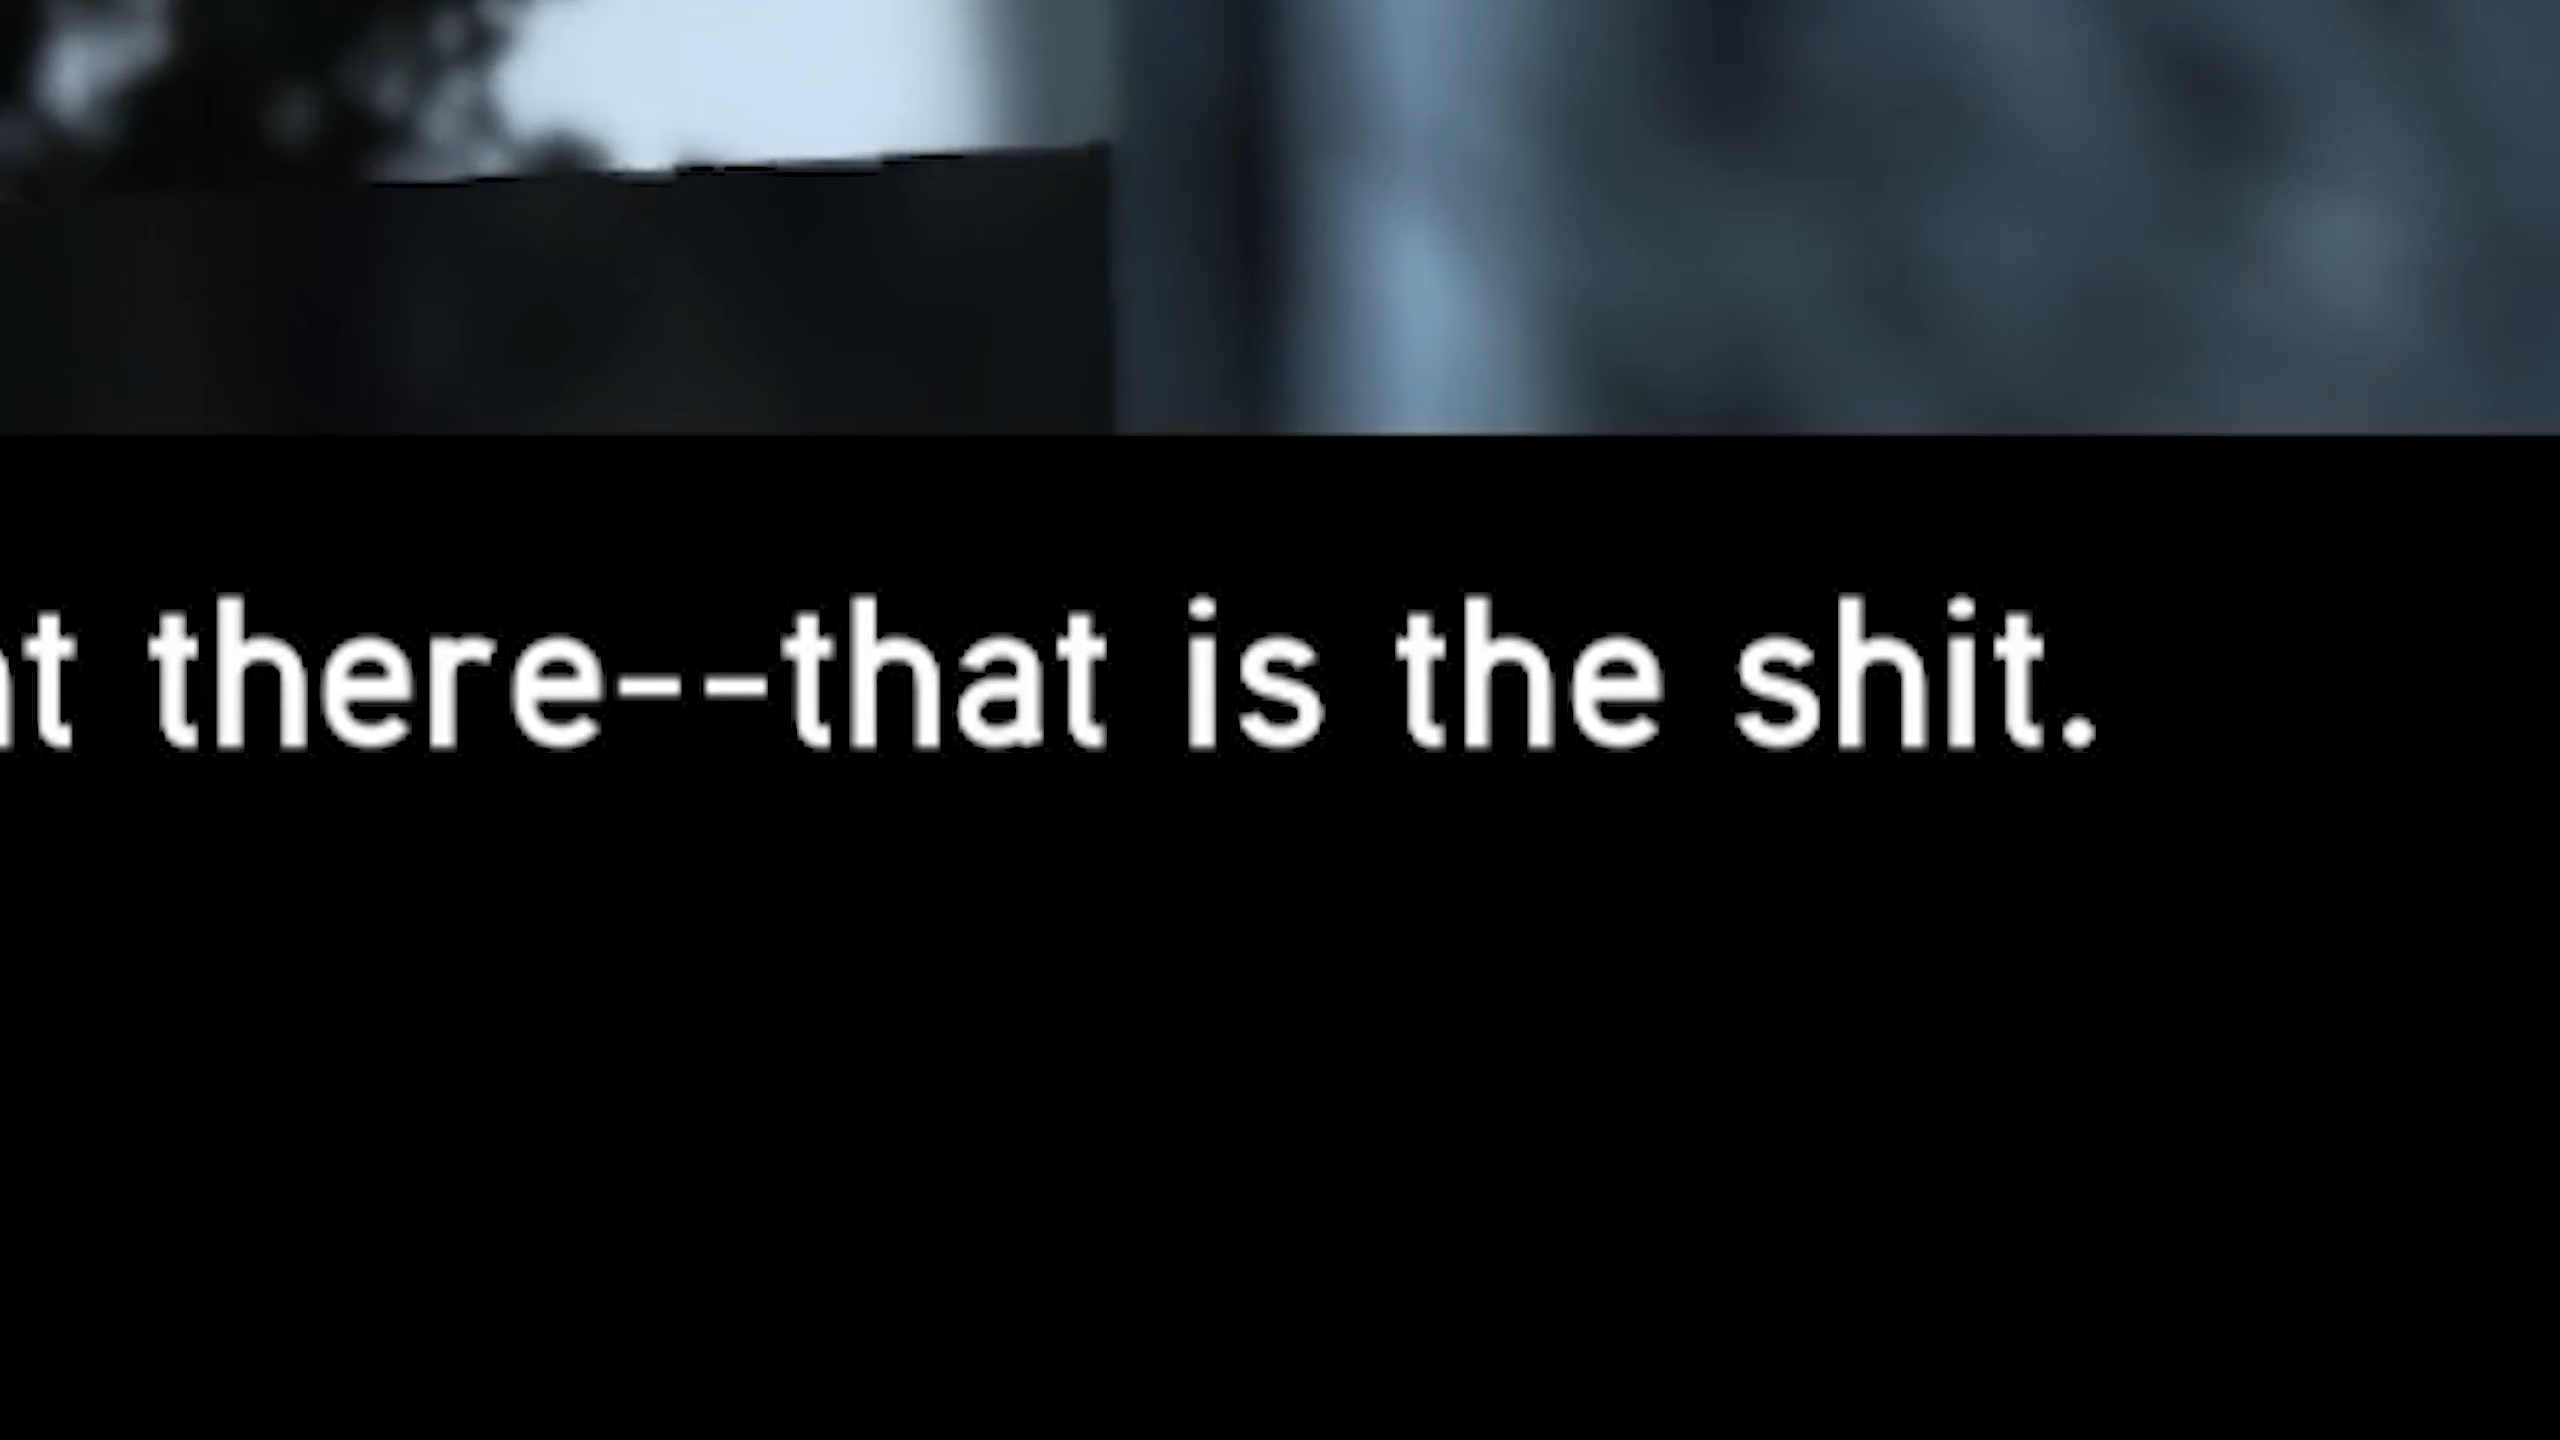 there--that is the shit.